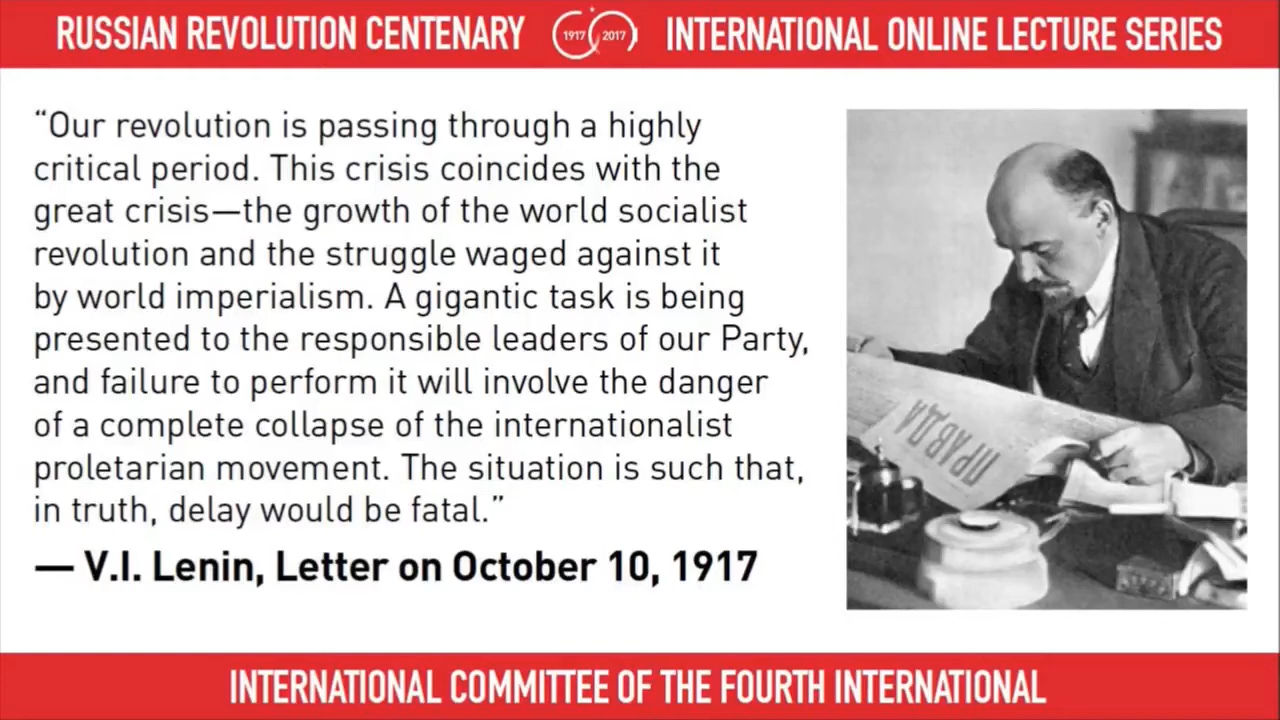 RUSSIAN REVOLUTION CENTENARY 1917 2017 INTERNATIONAL ONLINE LECTURE SERIES
“Our revolution is passing through a highly
critical period. This crisis coincides with the
great crisis—the growth of the world socialist
revolution and the struggle waged against it
by world imperialism. A gigantic task is being
presented to the responsible leaders of our Party,
and failure to perform it will involve the danger
of a complete collapse of the internationalist
proletarian movement. The situation is such that,
in truth, delay would be fatal.”
— V.I. Lenin, Letter on October 10, 1917
ПРАВДА
INTERNATIONAL COMMITTEE OF THE FOURTH INTERNATIONAL